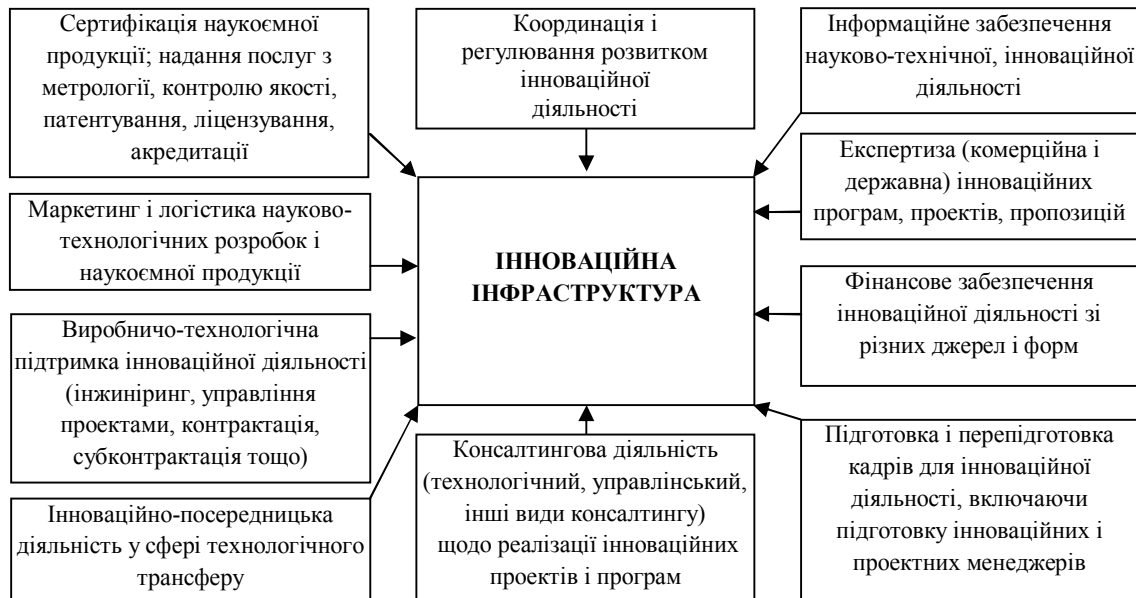 Сертифікація наукоємної
продукції; надання послуг з
метрології, контролю якості,
патентування, ліцензування,
акредитації
Координація і
регулювання розвитком
інноваційної
діяльності
Інформаційне забезпечення
науково-технічної, інноваційної
діяльності
Маркетинг і логістика науково-
технологічних розробок і
наукоємної продукції
ІННОВАЦІЙНА
ІНФРАСТРУКТУРА
Експертиза (комерційна і
державна) інноваційних
програм, проектів, пропозицій
Виробничо-технологічна
підтримка інноваційної діяльності
(інжиніринг, управління
проектами, контрактація,
субконтрактація тощо)
Фінансове забезпечення
інноваційної діяльності зі
різних джерел і форм
Інноваційно-посередницька
діяльність у сфері технологічного
трансферу
Консалтингова діяльність
(технологічний, управлінський,
інші види консалтингу)
щодо реалізації інноваційних
проектів і програм
Підготовка і перепідготовка
кадрів для інноваційної
діяльності, включаючи
підготовку інноваційних і
проектних менеджерів